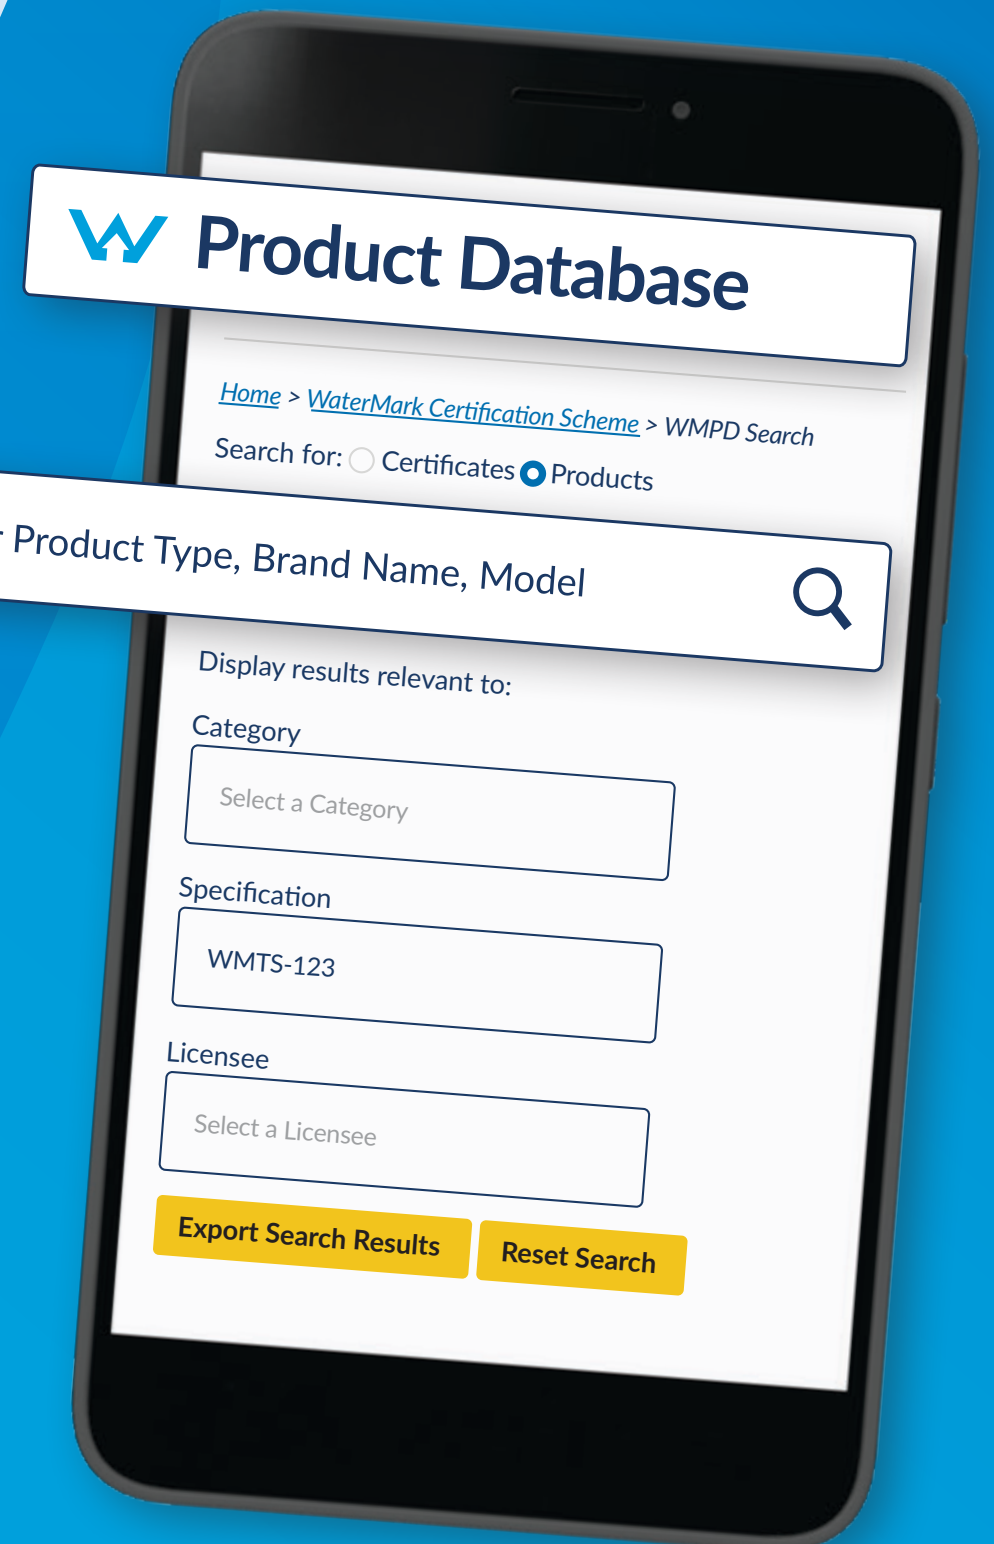 Product Database
Home > WaterMark Certification Scheme > WMPD Search
Search for: Certificates Products
Product Type, Brand Name, Model
Display results relevant to:
Category
Select a Category
Specification
WMTS-123
Licensee
Select a Licensee
Export Search Results Reset Search